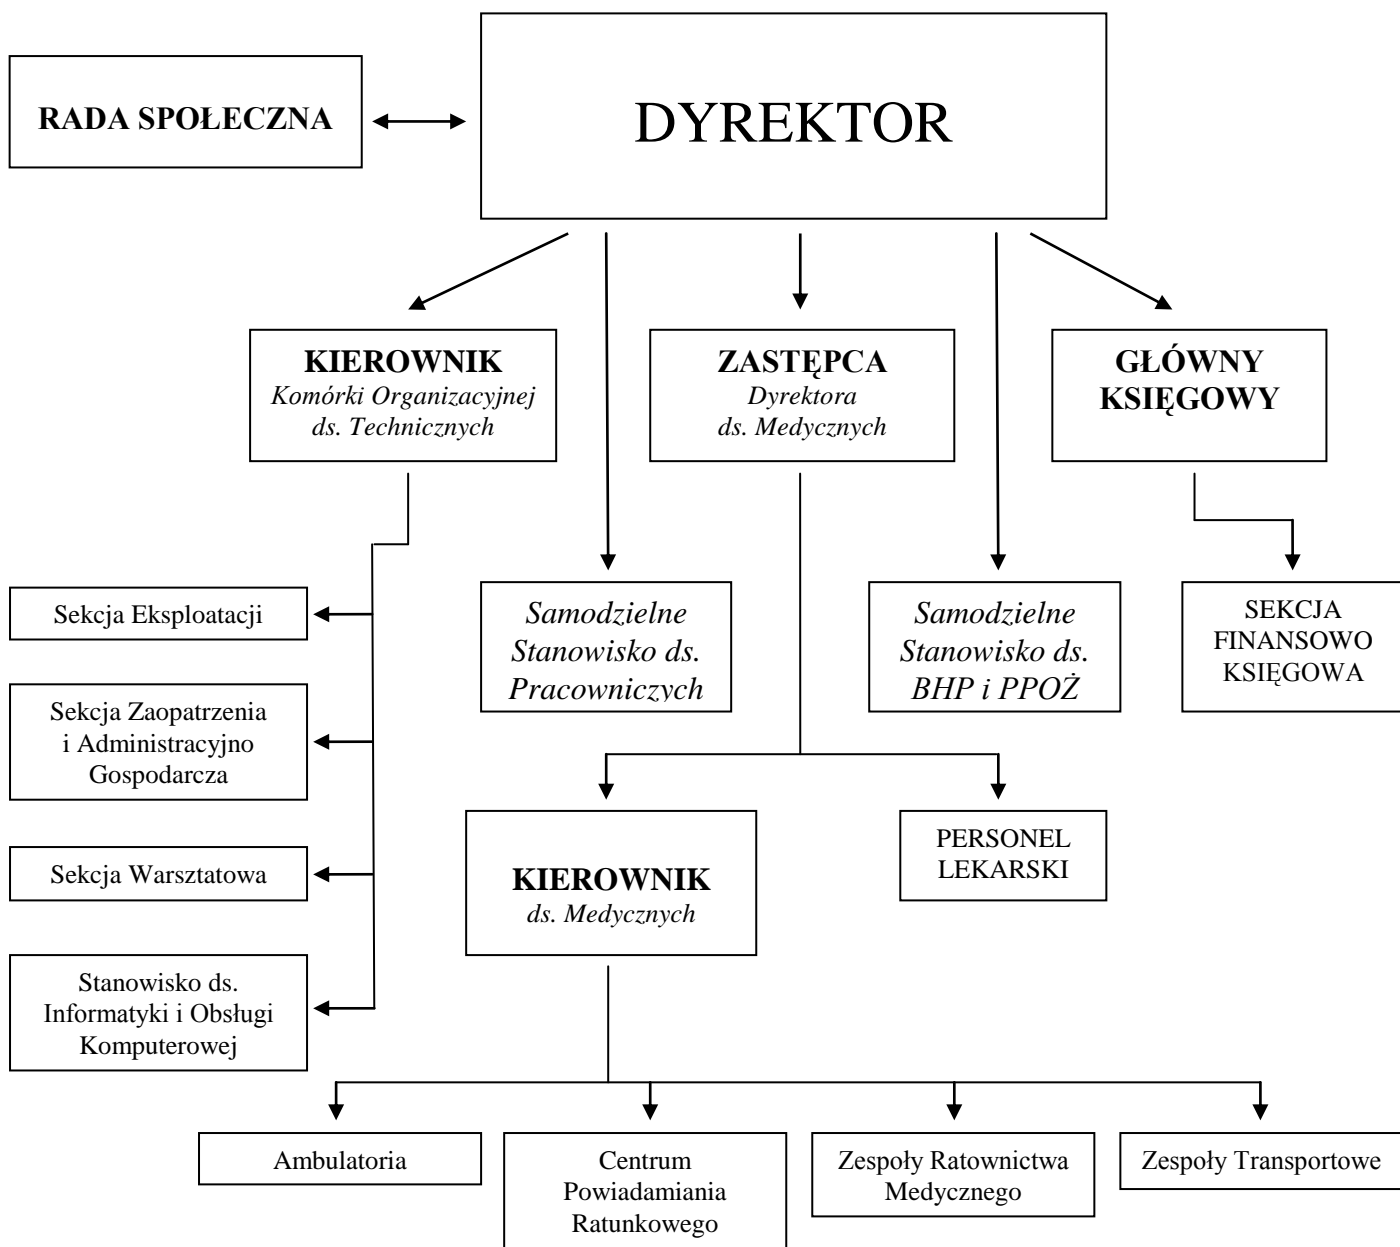 RADA SPOŁECZNA
DYREKTOR
KIEROWNIK
Komórki Organizacyjnej
ds. Technicznych
ZASTĘPCA
Dyrektora
ds. Medycznych
GŁÓWNY
KSIĘGOWY
Sekcja Eksploatacji
Samodzielne
Stanowisko ds.
Pracowniczych
Samodzielne
Stanowisko ds.
BHP i PPOŻ
SEKCJA
FINANSOWO
KSIĘGOWA
Sekcja Zaopatrzenia
i Administracyjno
Gospodarcza
Sekcja Warsztatowa
KIEROWNIK
ds. Medycznych
PERSONEL
LEKARSKI
Stanowisko ds.
Informatyki i Obsługi
Komputerowej
Ambulatoria
Centrum
Powiadamiania
Ratunkowego
Zespoły Ratownictwa
Medycznego
Zespoły Transportowe